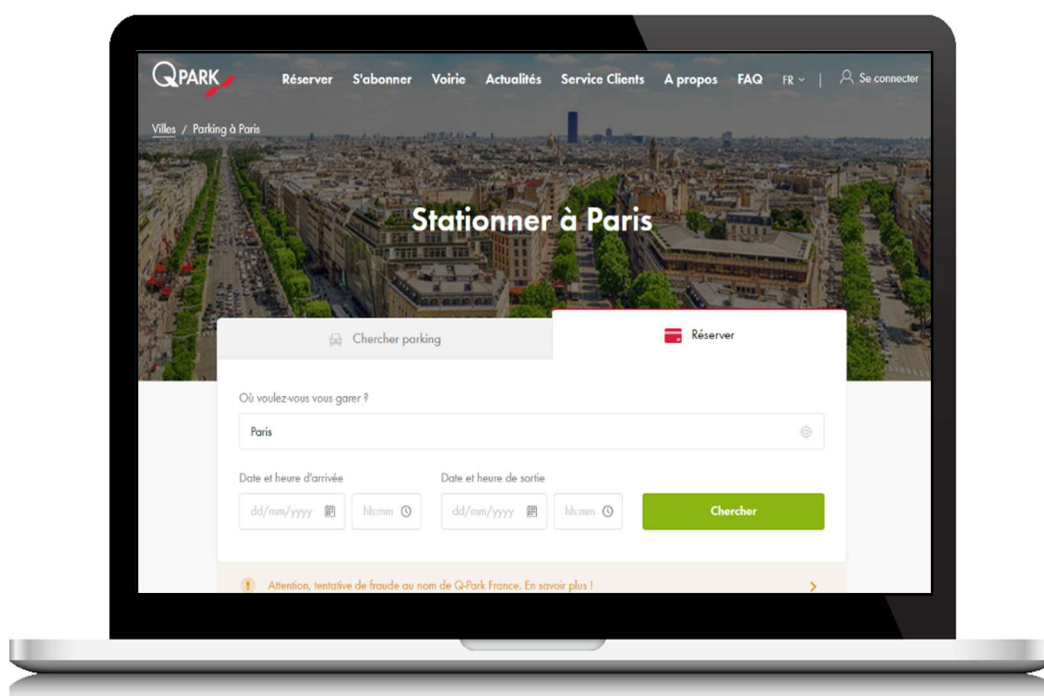 QPARK
Réserver S'abonner Voirie Actualités Service Clients A propos FAQ FR | Se connecter
Villes / Parking à Paris
Stationner à Paris
Chercher parking
Réserver
Où voulez-vous vous garer ?
Paris
Date et heure d'arrivée Date et heure de sortie
dd/mm/yyyy hh:mm dd/mm/yyyy hh:mm Chercher
! Attention, tentative de fraude au nom de Q-Park France. En savoir plus !